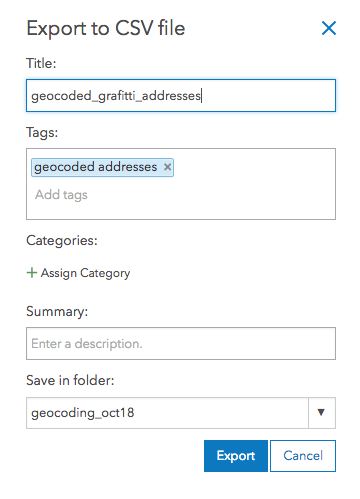 Export to CSV file
Title:
geocoded_grafitti_addresses
Tags:
geocoded addresses ×
Add tags
Categories:
+ Assign Category
Summary:
Enter a description.
Save in folder:
geocoding_oct18
Export Cancel